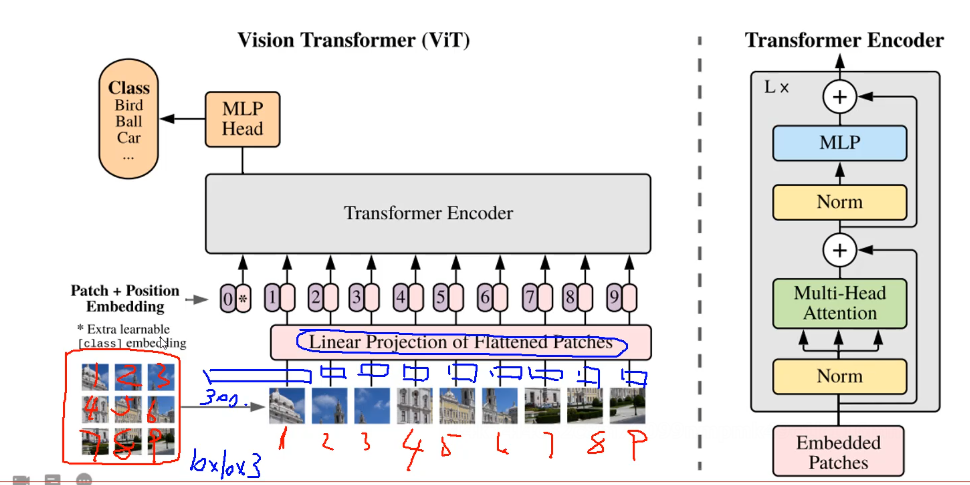 Vision Transformer (ViT)
Transformer Encoder
Class
Bird
Ball
Car
...
MLP
Head
Transformer Encoder
Patch + Position
Embedding
0 * 1 2 3 4 5 6 7 8 9
* Extra learnable
[class] embedding
Linear Projection of Flattened Patches
1 2 3
4 5 6
7 8 9
300.
1 2 3 4 5 6 7 8 9
10x10x3
L ×
+
MLP
Norm
+
Multi-Head
Attention
Norm
Embedded
Patches